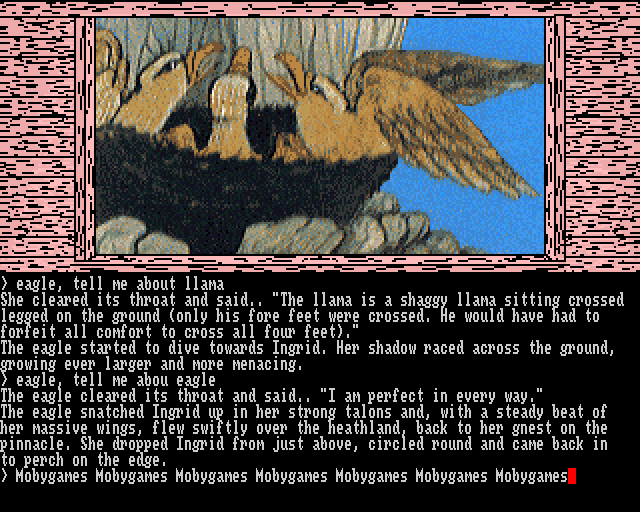 > eagle, tell me about llama
She cleared its throat and said.. "The llama is a shaggy llama sitting crossed
legged on the ground (only his fore feet were crossed. He would have had to
forfeit all comfort to cross all four feet)."
The eagle started to dive towards Ingrid. Her shadow raced across the ground,
growing ever larger and more menacing.
> eagle, tell me abou eagle
The eagle cleared its throat and said.. "I am perfect in every way."
The eagle snatched Ingrid up in her strong talons and, with a steady beat of
her massive wings, flew swiftly over the heathland, back to her gnest on the
pinnacle. She dropped Ingrid from just above, circled round and came back in
to perch on the edge.
> Mobygames Mobygames Mobygames Mobygames Mobygames Mobygames Mobygames